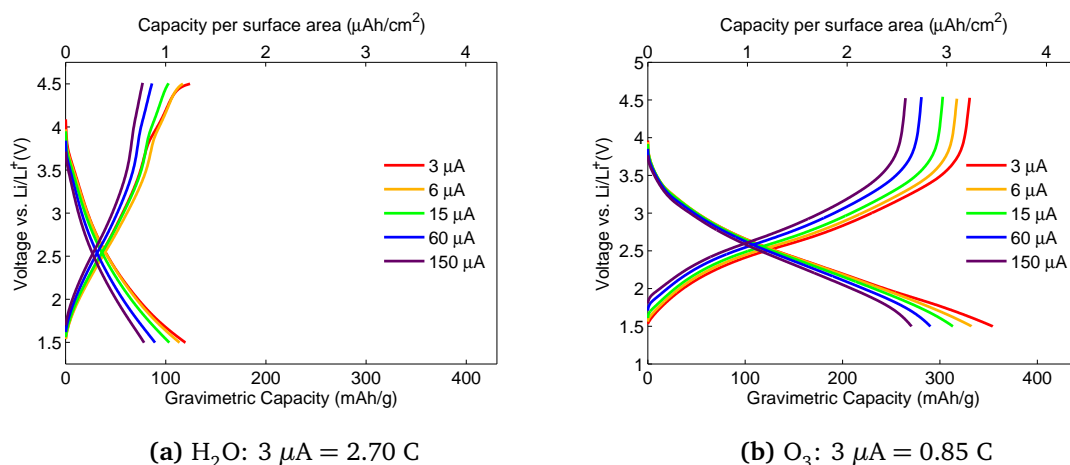 Capacity per surface area (μAh/cm²)
0 1 2 3 4
4.5
4
3.5
3
2.5
2
1.5
Voltage vs. Li/Li⁺(V)
3 μA
6 μA
15 μA
60 μA
150 μA
0 100 200 300 400
Gravimetric Capacity (mAh/g)
(a) H₂O: 3 μA = 2.70 C
Capacity per surface area (μAh/cm²)
0 1 2 3 4
5
4.5
4
3.5
3
2.5
2
1.5
1
Voltage vs. Li/Li⁺(V)
3 μA
6 μA
15 μA
60 μA
150 μA
0 100 200 300 400
Gravimetric Capacity (mAh/g)
(b) O₃: 3 μA = 0.85 C